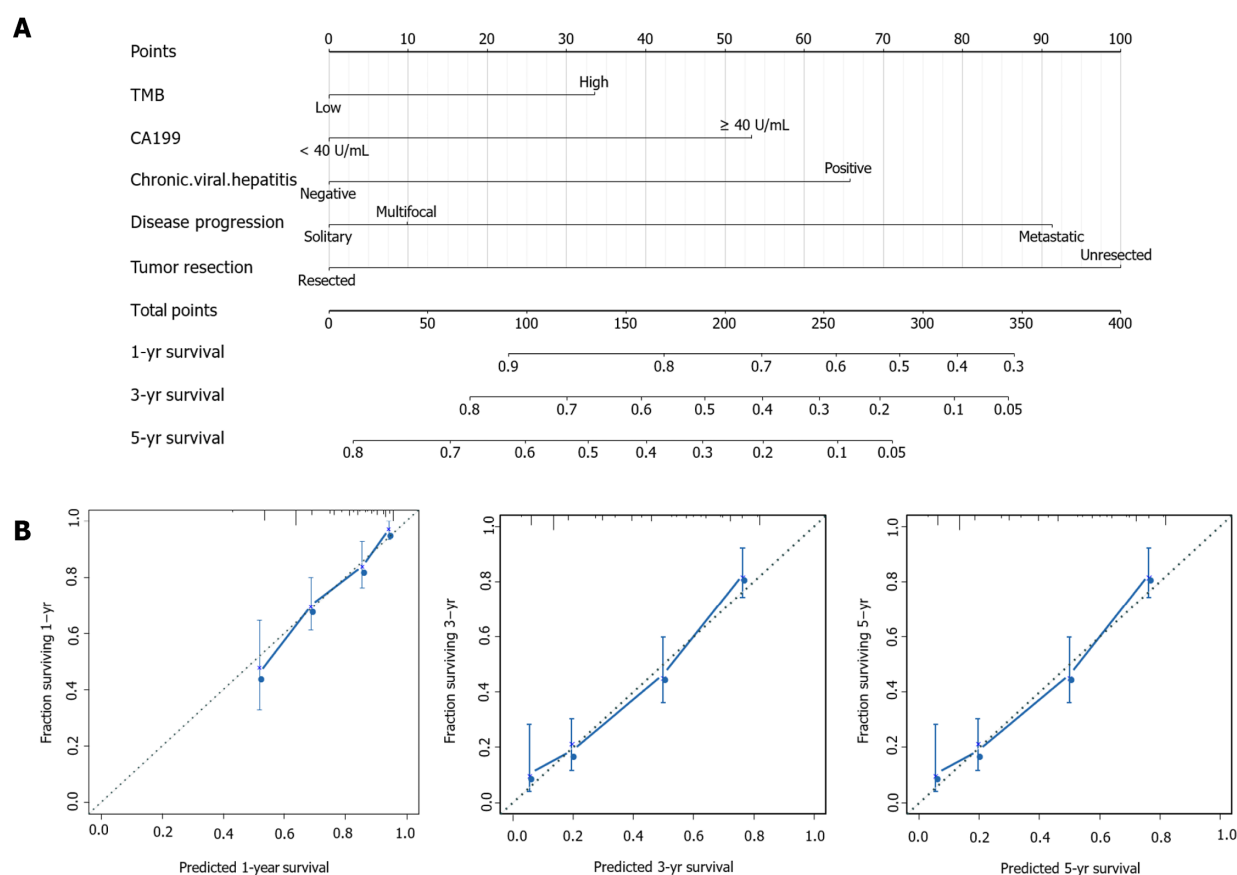 A
Points 0 10 20 30 40 50 60 70 80 90 100
TMB Low High
CA199 < 40 U/mL ≥ 40 U/mL
Chronic.viral.hepatitis Negative Positive
Disease progression Solitary Multifocal Metastatic
Tumor resection Resected Unresected
Total points 0 50 100 150 200 250 300 350 400
1-yr survival 0.9 0.8 0.7 0.6 0.5 0.4 0.3
3-yr survival 0.8 0.7 0.6 0.5 0.4 0.3 0.2 0.1 0.05
5-yr survival 0.8 0.7 0.6 0.5 0.4 0.3 0.2 0.1 0.05
B
Fraction surviving 1−yr
1.0
0.8
0.6
0.4
0.2
0.0
0.0 0.2 0.4 0.6 0.8 1.0
Predicted 1-year survival
Fraction surviving 3−yr
1.0
0.8
0.6
0.4
0.2
0.0
0.0 0.2 0.4 0.6 0.8 1.0
Predicted 3-yr survival
Fraction surviving 5−yr
1.0
0.8
0.6
0.4
0.2
0.0
0.0 0.2 0.4 0.6 0.8 1.0
Predicted 5-yr survival